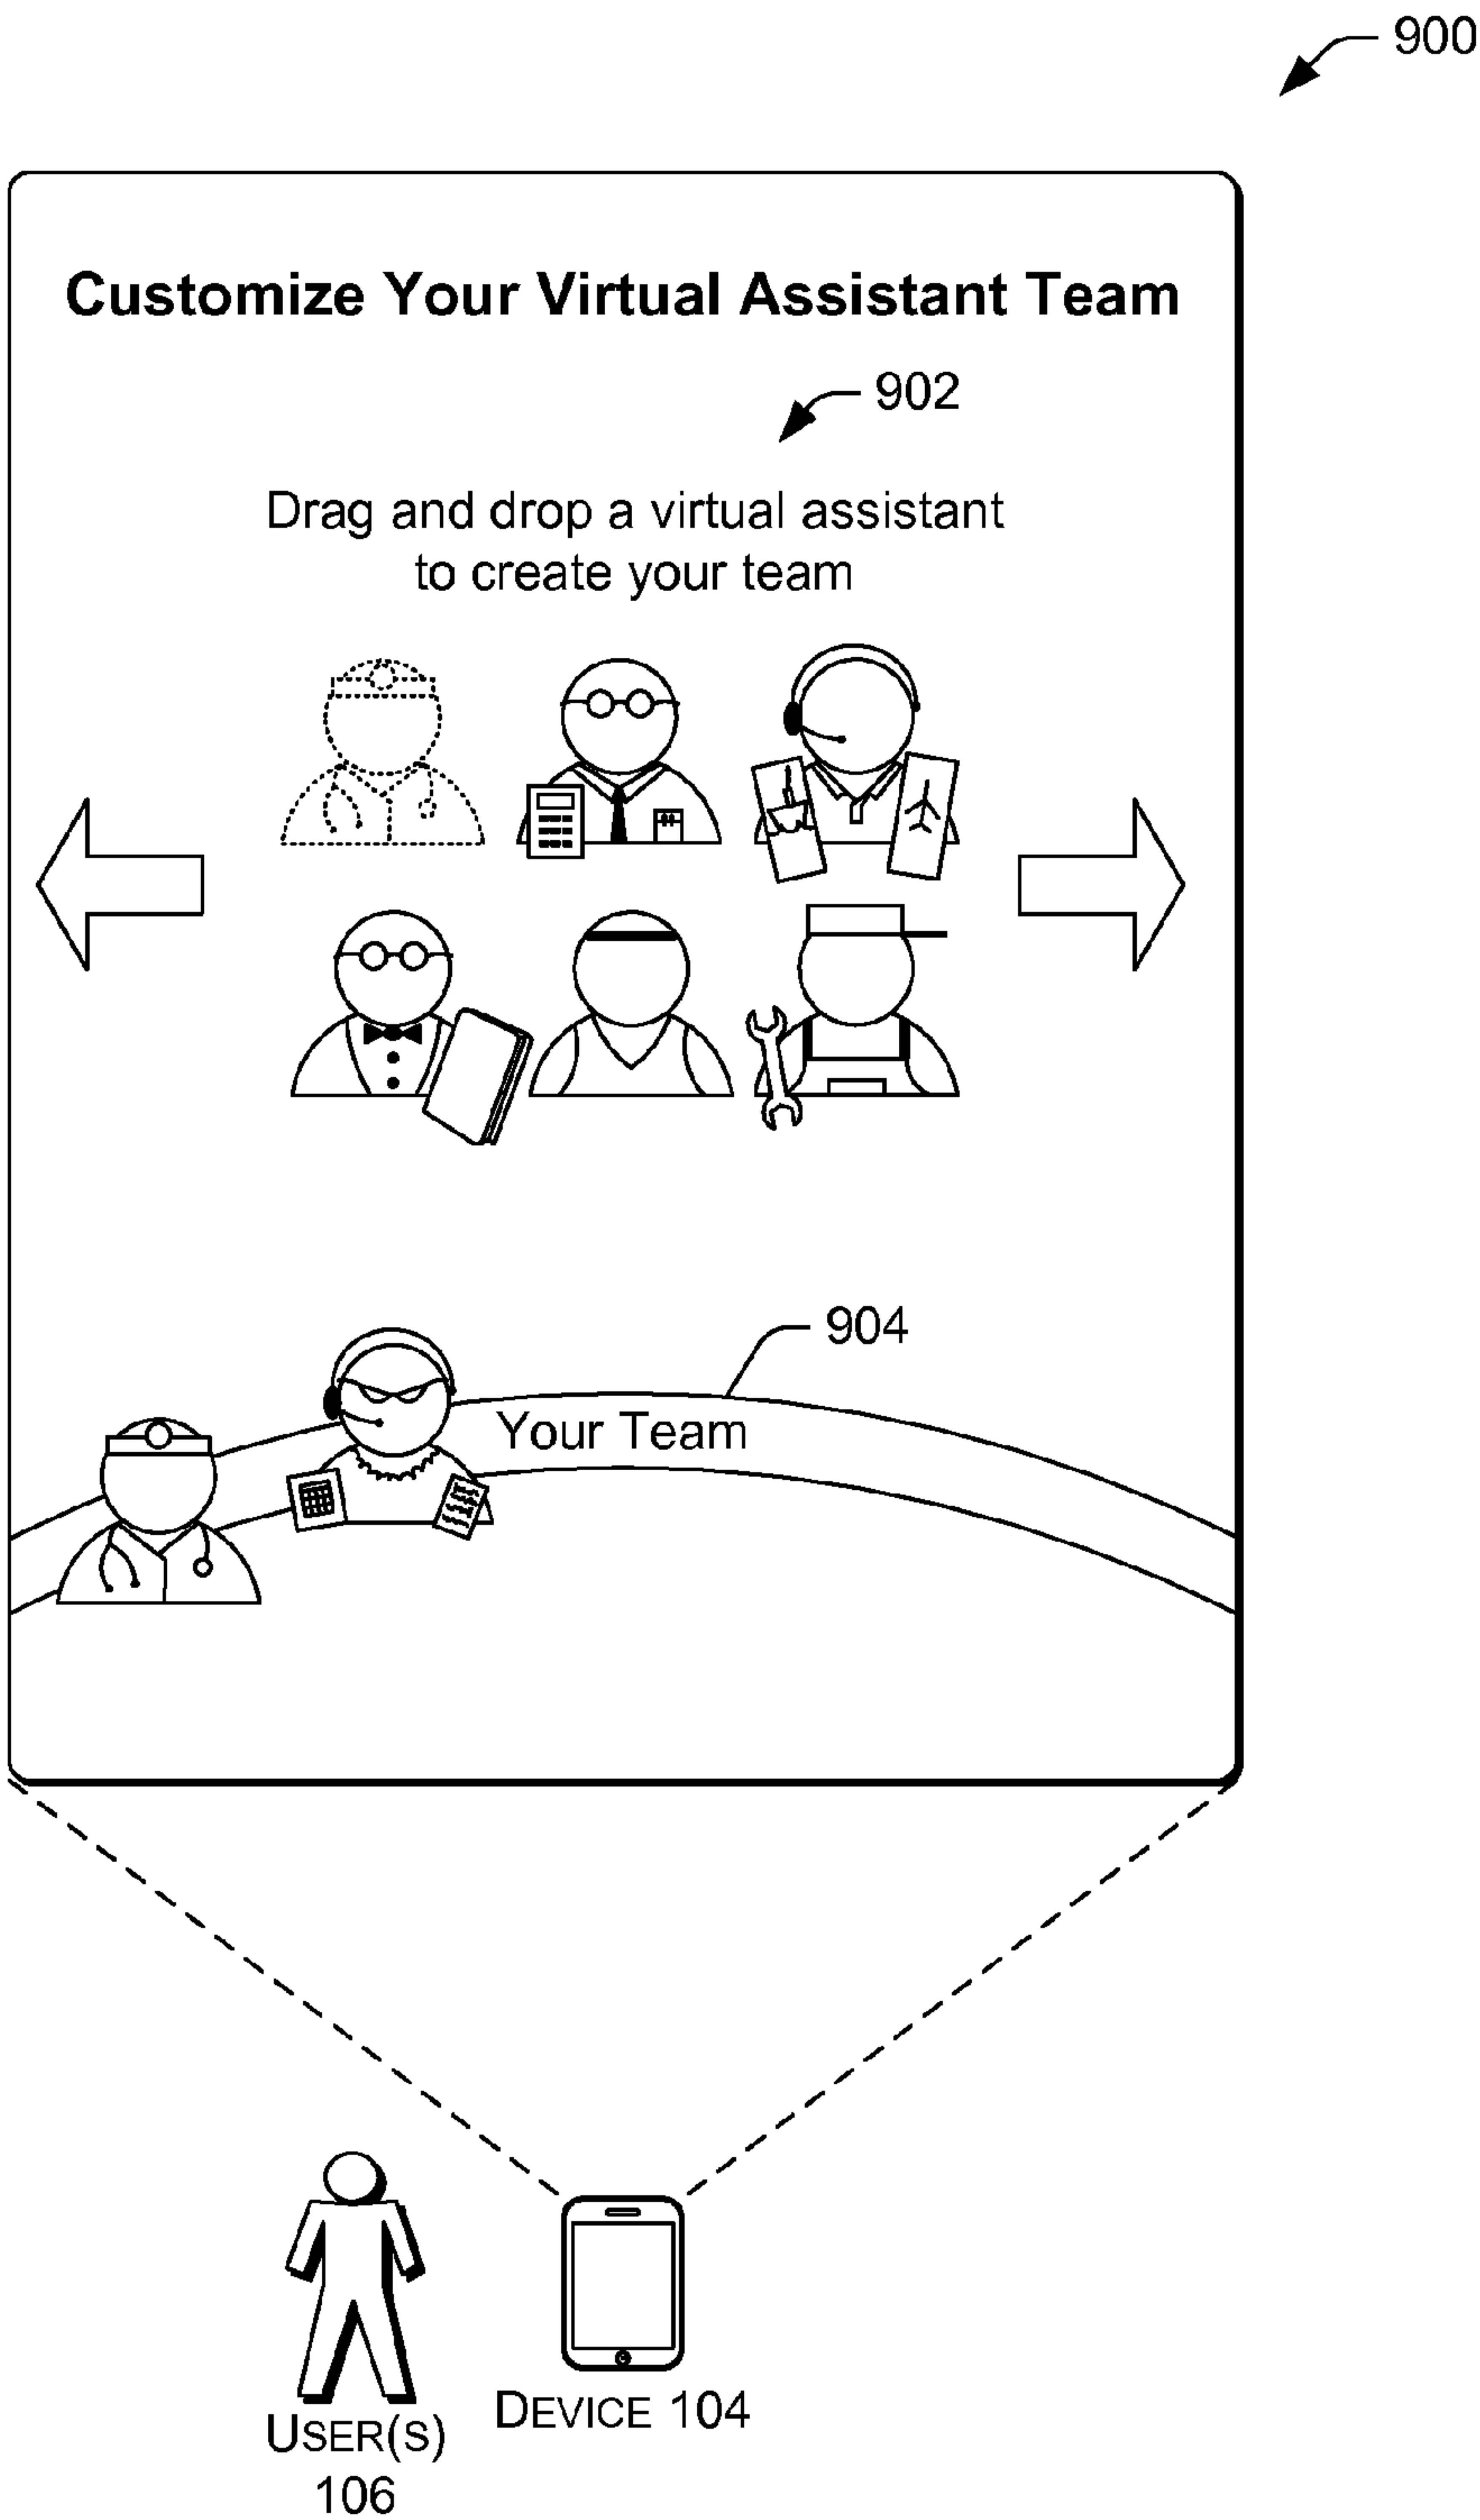 900
Customize Your Virtual Assistant Team
902
Drag and drop a virtual assistant
to create your team
904
Your Team
DEVICE 104
USER(S)
106